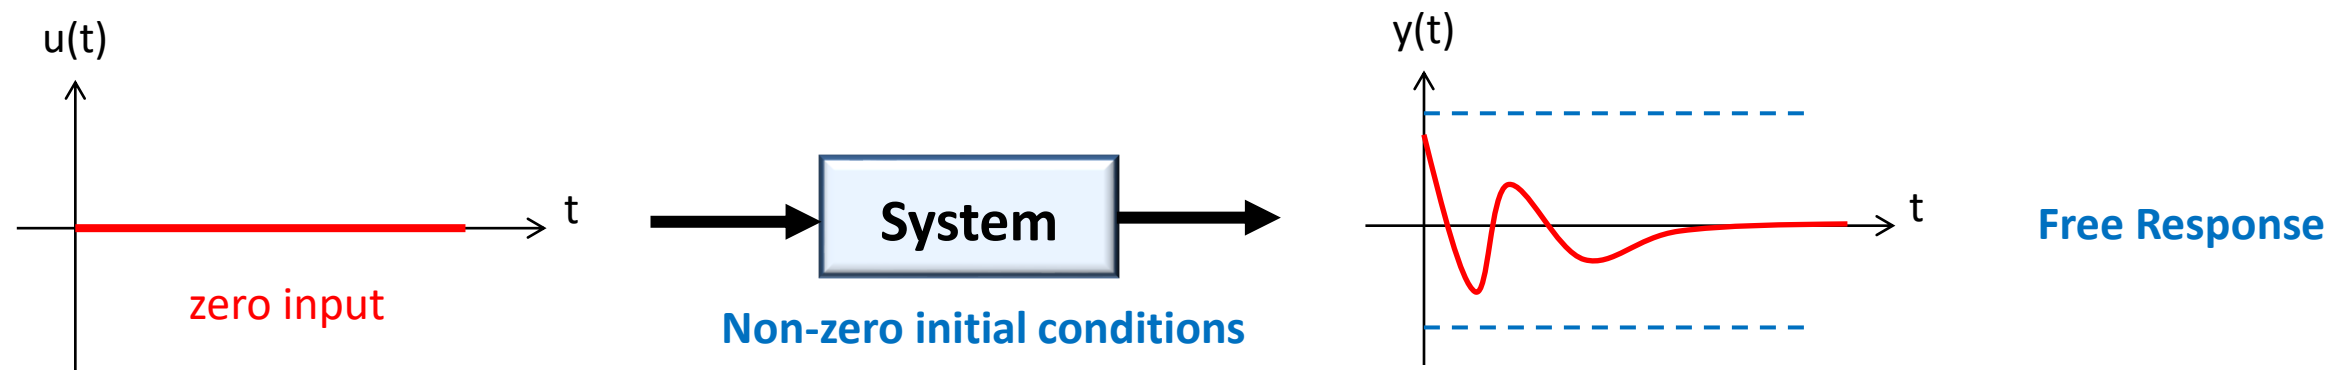 u(t)
t
zero input
System
Non-zero initial conditions
y(t)
t
Free Response